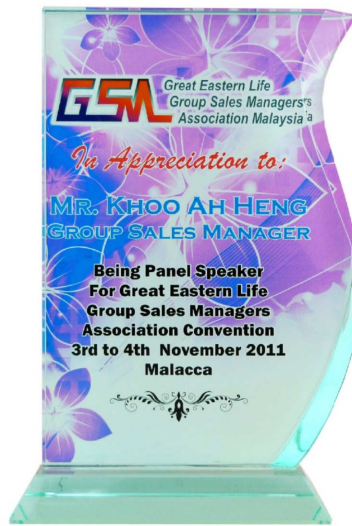 GSM
Great Eastern Life
Group Sales Managers's
Association Malaysia a
In Appreciation to:
MR. KHOO AH HENG
GROUP SALES MANAGER
Being Panel Speaker
For Great Eastern Life
Group Sales Managers
Association Convention
3rd to 4th November 2011
Malacca